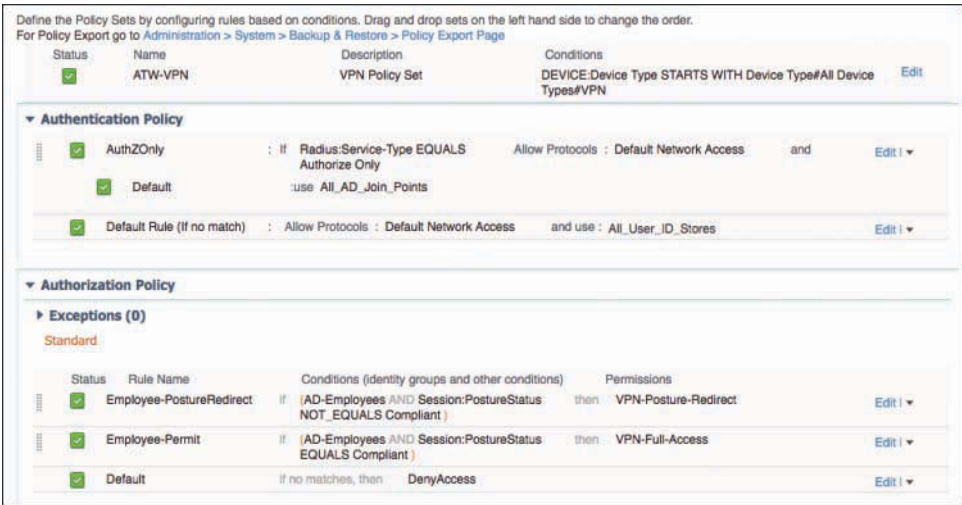 Define the Policy Sets by configuring rules based on conditions. Drag and drop sets on the left hand side to change the order.
For Policy Export go to Administration > System > Backup & Restore > Policy Export Page
Status Name Description Conditions
ATW-VPN VPN Policy Set DEVICE:Device Type STARTS WITH Device Type#All Device Types#VPN Edit
Authentication Policy
AuthZOnly : If Radius:Service-Type EQUALS Authorize Only Allow Protocols : Default Network Access and Edit |
Default :use All_AD_Join_Points
Default Rule (If no match) : Allow Protocols : Default Network Access and use : All_User_ID_Stores Edit |
Authorization Policy
Exceptions (0)
Standard
Status Rule Name Conditions (identity groups and other conditions) Permissions
Employee-PostureRedirect if (AD-Employees AND Session:PostureStatus NOT_EQUALS Compliant ) then VPN-Posture-Redirect Edit |
Employee-Permit if (AD-Employees AND Session:PostureStatus EQUALS Compliant ) then VPN-Full-Access Edit |
Default if no matches, then DenyAccess Edit |